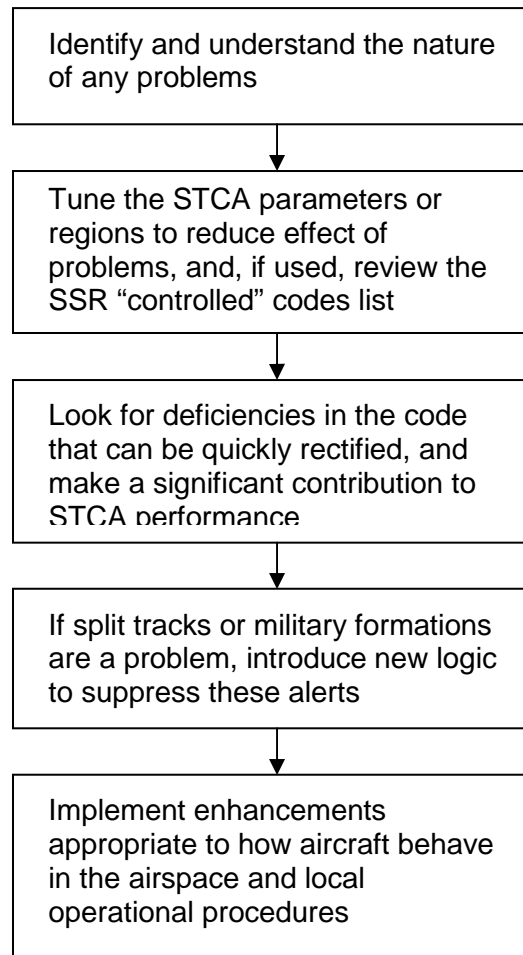 Identify and understand the nature
of any problems
Tune the STCA parameters or
regions to reduce effect of
problems, and, if used, review the
SSR “controlled” codes list
Look for deficiencies in the code
that can be quickly rectified, and
make a significant contribution to
STCA performance
If split tracks or military formations
are a problem, introduce new logic
to suppress these alerts
Implement enhancements
appropriate to how aircraft behave
in the airspace and local
operational procedures